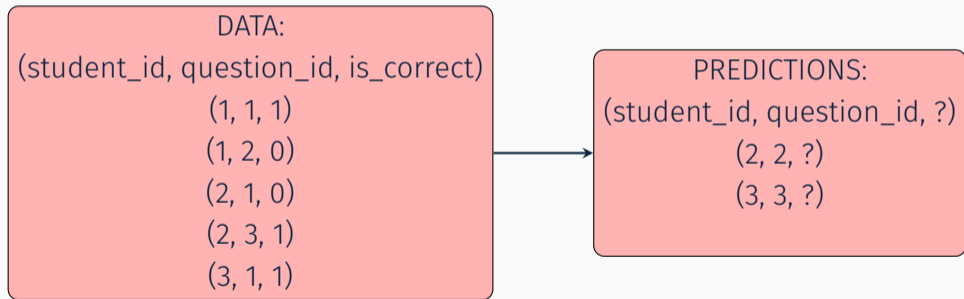 DATA:
(student_id, question_id, is_correct)
(1, 1, 1)
(1, 2, 0)
(2, 1, 0)
(2, 3, 1)
(3, 1, 1)
PREDICTIONS:
(student_id, question_id, ?)
(2, 2, ?)
(3, 3, ?)